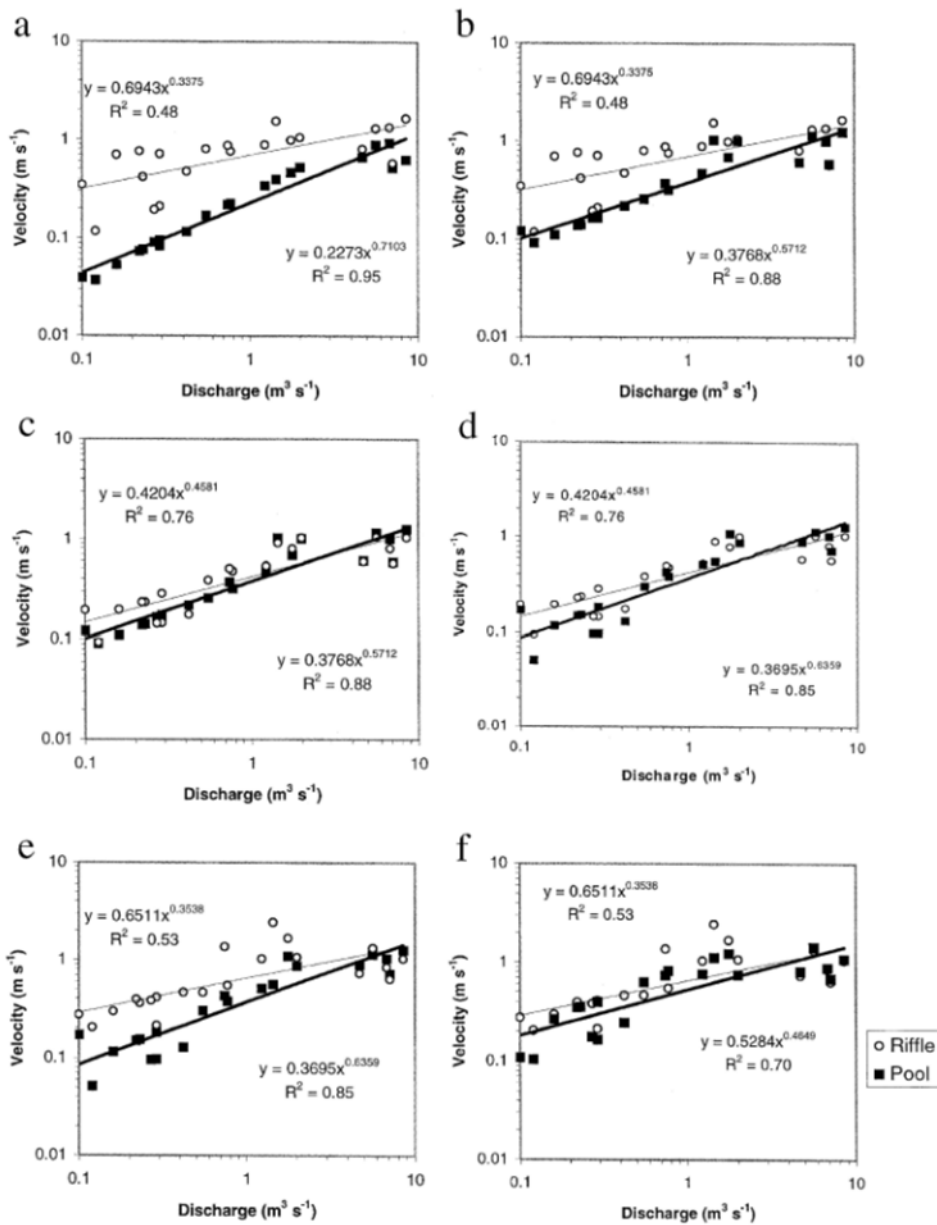 a
10
y = 0.6943x^0.3375
R² = 0.48
1
Velocity (m s⁻¹)
0.1
y = 0.2273x^0.7103
R² = 0.95
0.01
0.1
1
10
Discharge (m³ s⁻¹)
b
10
y = 0.6943x^0.3375
R² = 0.48
1
Velocity (m s⁻¹)
0.1
y = 0.3768x^0.5712
R² = 0.88
0.01
0.1
1
10
Discharge (m³ s⁻¹)
c
10
y = 0.4204x^0.4581
R² = 0.76
1
Velocity (m s⁻¹)
0.1
y = 0.3768x^0.5712
R² = 0.88
0.01
0.1
1
10
Discharge (m³ s⁻¹)
d
10
y = 0.4204x^0.4581
R² = 0.76
1
Velocity (m s⁻¹)
0.1
y = 0.3695x^0.6359
R² = 0.85
0.01
0.1
1
10
Discharge (m³ s⁻¹)
e
10
y = 0.6511x^0.3538
R² = 0.53
1
Velocity (m s⁻¹)
0.1
y = 0.3695x^0.6359
R² = 0.85
0.01
0.1
1
10
Discharge (m³ s⁻¹)
f
10
y = 0.6511x^0.3538
R² = 0.53
1
Velocity (m s⁻¹)
0.1
y = 0.5284x^0.4649
R² = 0.70
0.01
0.1
1
10
Discharge (m³ s⁻¹)
Riffle
Pool